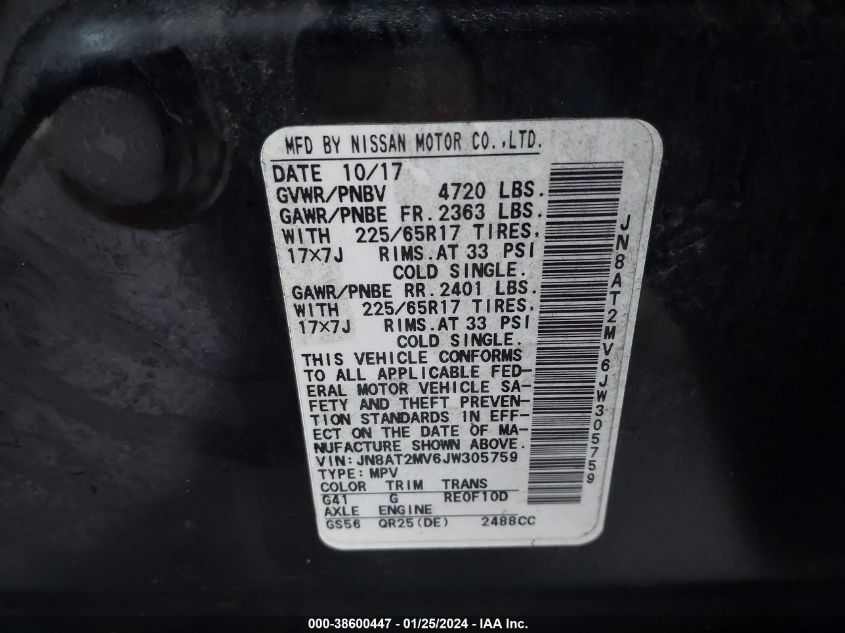 MFD BY NISSAN MOTOR CO.,LTD.
DATE 10/17
GVWR/PNBV 4720 LBS.
GAWR/PNBE FR. 2363 LBS.
WITH 225/65R17 TIRES.
17×7J RIMS.AT 33 PSI
COLD SINGLE.
GAWR/PNBE RR. 2401 LBS.
WITH 225/65R17 TIRES.
17×7J RIMS.AT 33 PSI
COLD SINGLE.
THIS VEHICLE CONFORMS
TO ALL APPLICABLE FED-
ERAL MOTOR VEHICLE SA-
FETY AND THEFT PREVEN-
TION STANDARDS IN EFF-
ECT ON THE DATE OF MA-
NUFACTURE SHOWN ABOVE.
VIN:JN8AT2MV6JW305759
TYPE: MPV
COLOR TRIM TRANS
G41 G RE0F10D
AXLE ENGINE
GS56 QR25(DE) 2488CC
JN8AT2MV6JW305759
000-38600447 - 01/25/2024 - IAA Inc.